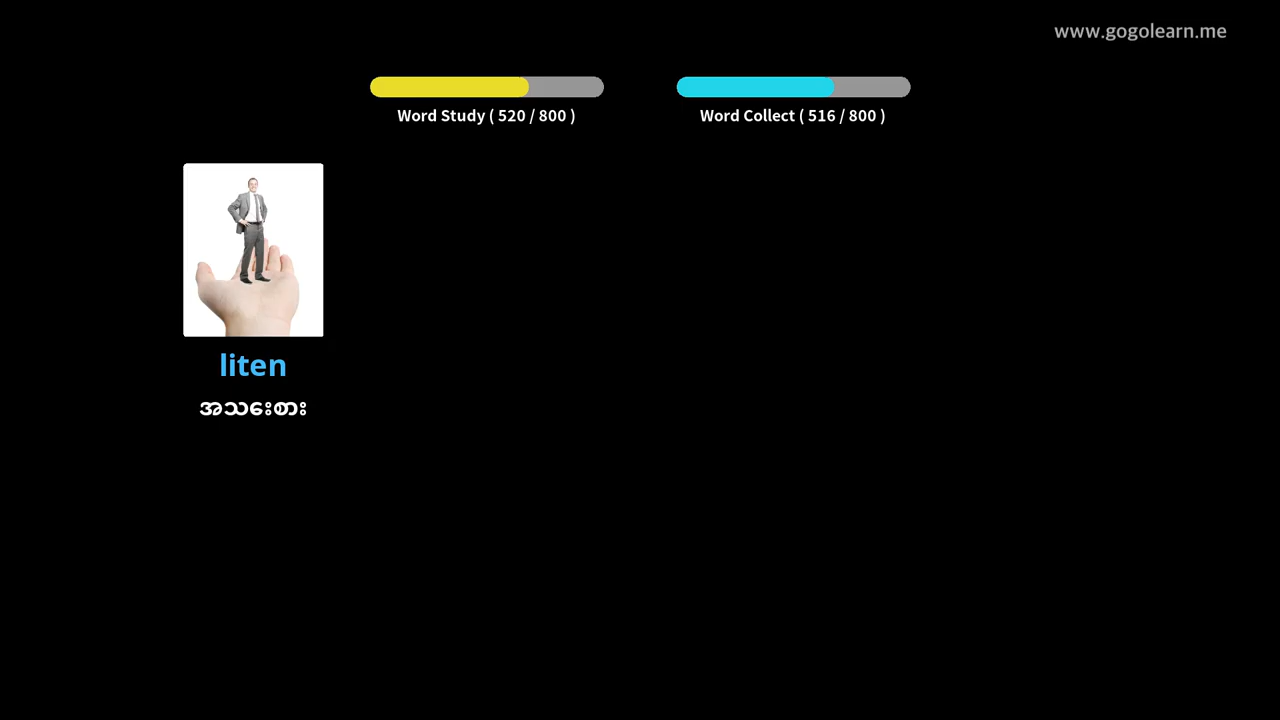 www.gogolearn.me
Word Study ( 520 / 800 )
Word Collect ( 516 / 800 )
liten
အသေးစား